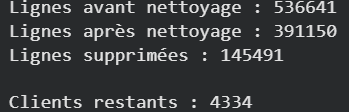 Lignes avant nettoyage : 536641
Lignes après nettoyage : 391150
Lignes supprimées : 145491
Clients restants : 4334